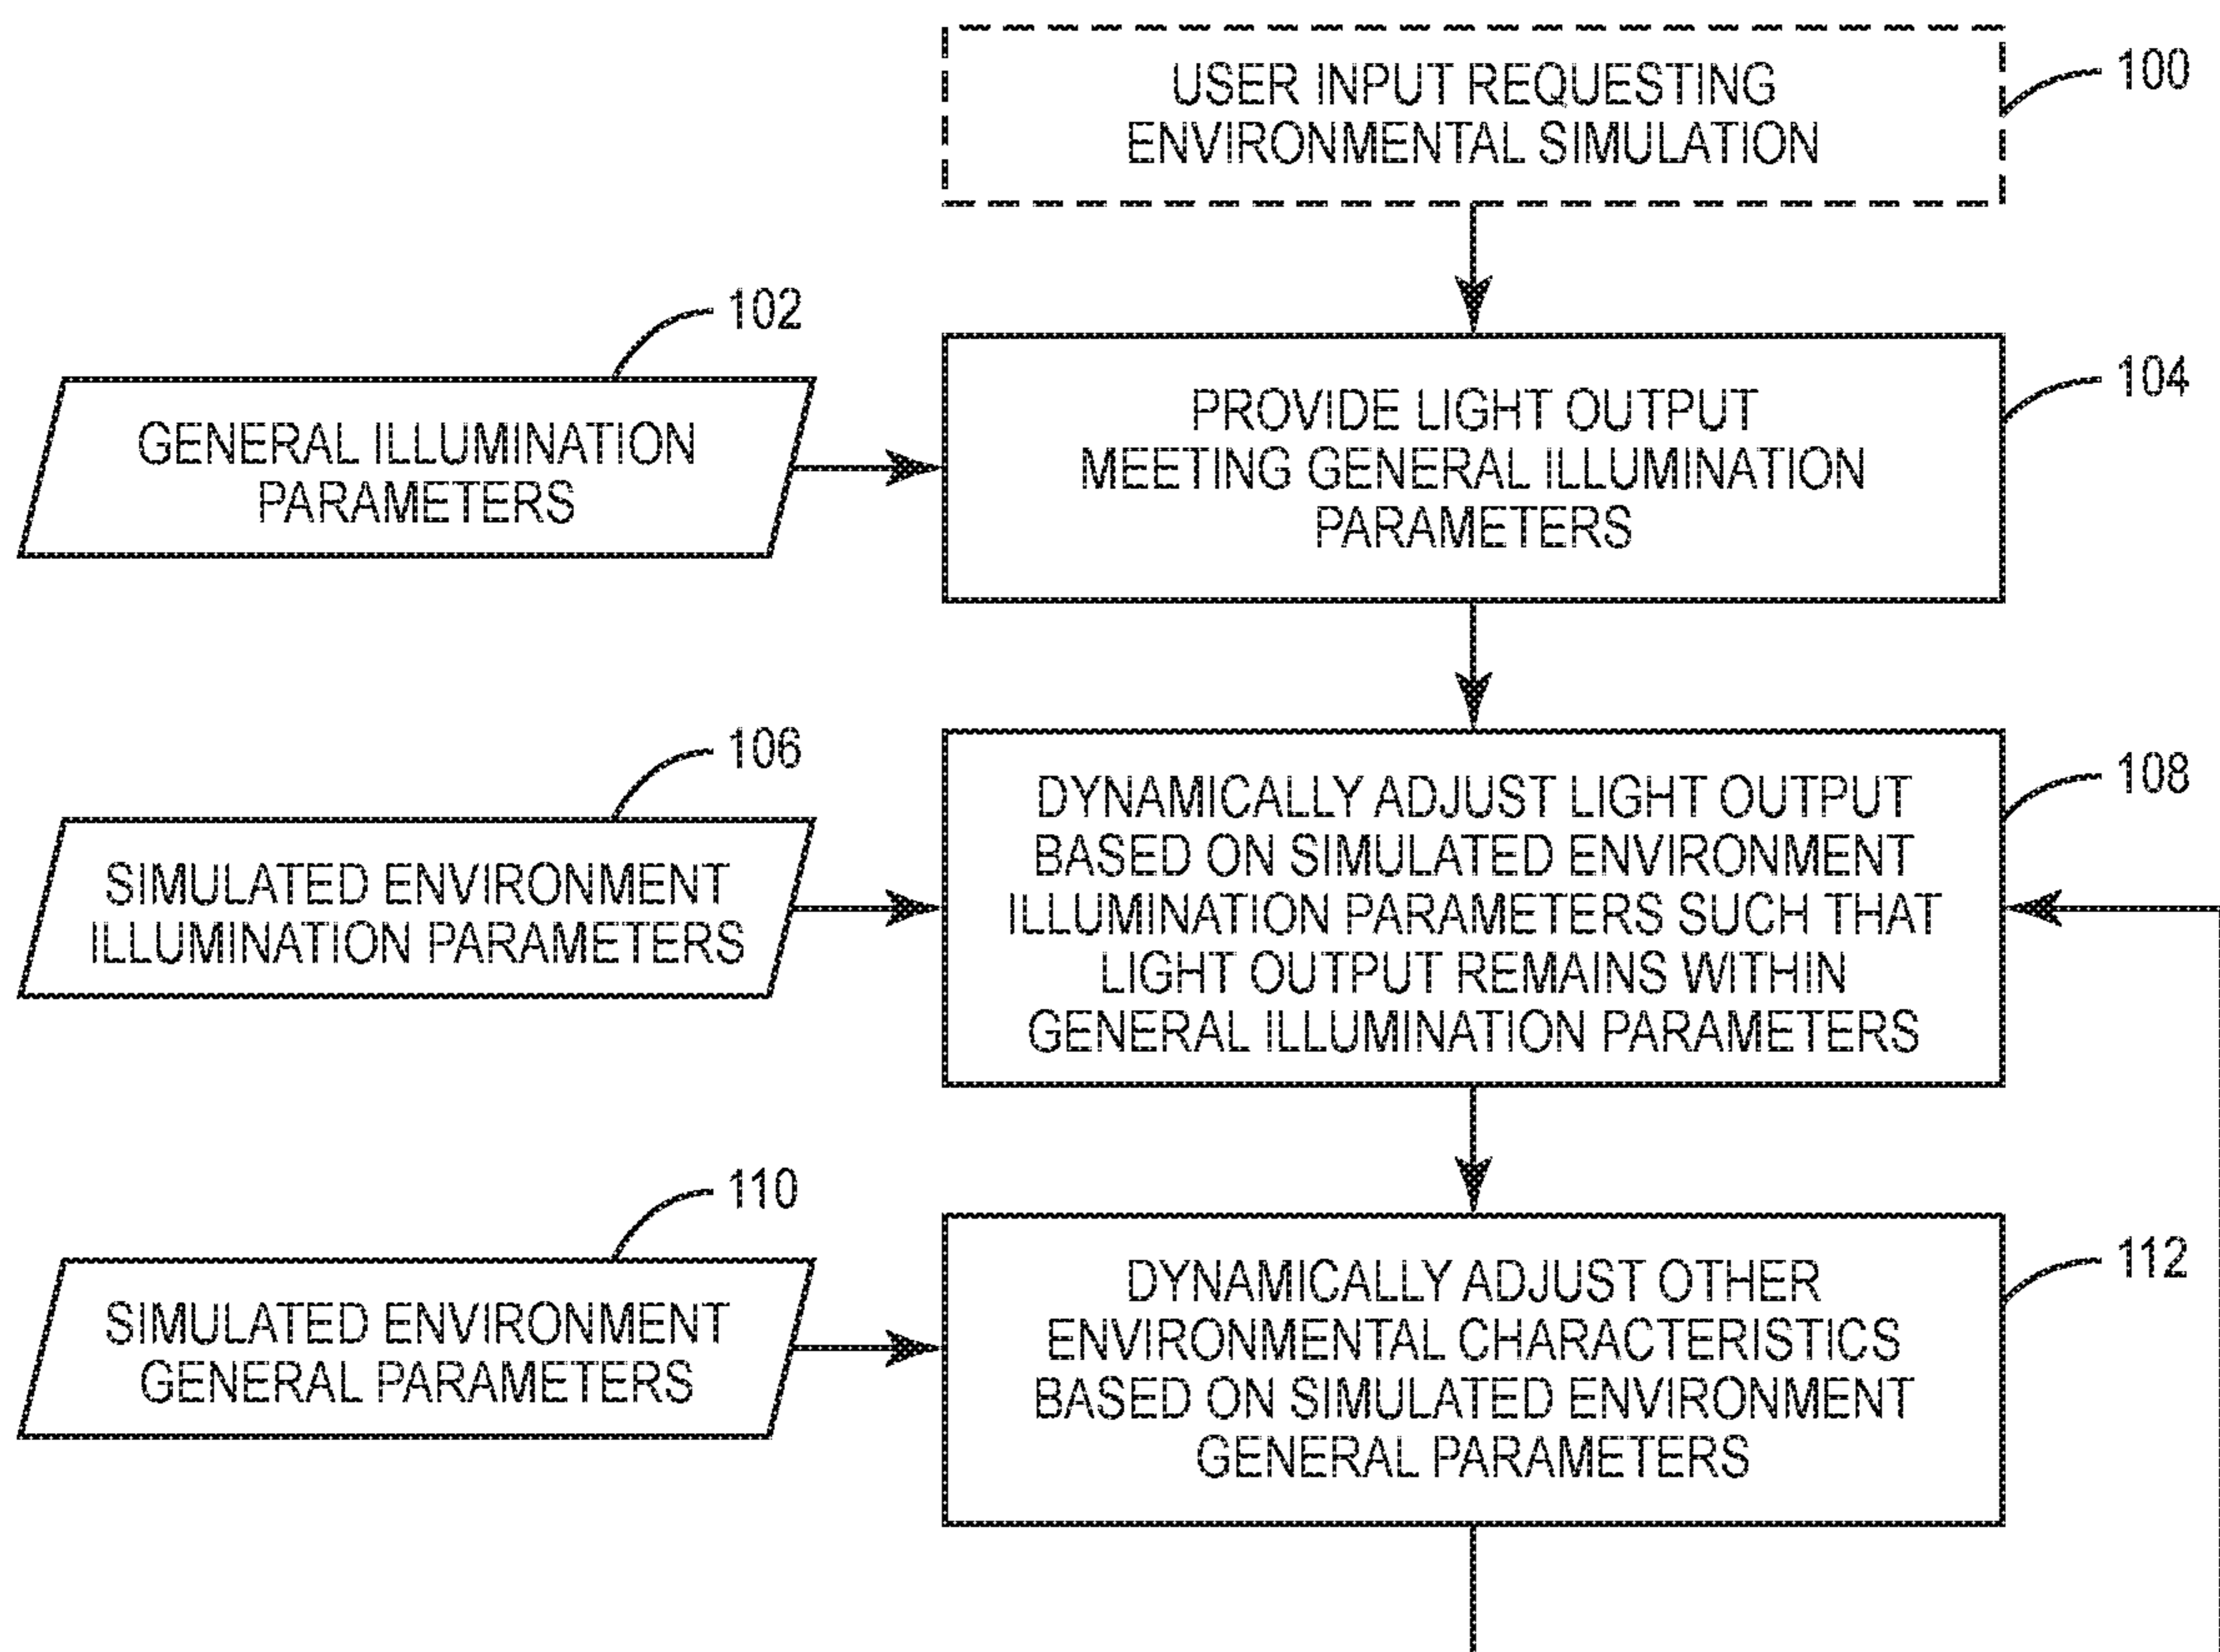 USER INPUT REQUESTING
ENVIRONMENTAL SIMULATION
100
102
GENERAL ILLUMINATION
PARAMETERS
PROVIDE LIGHT OUTPUT
MEETING GENERAL ILLUMINATION
PARAMETERS
104
106
SIMULATED ENVIRONMENT
ILLUMINATION PARAMETERS
DYNAMICALLY ADJUST LIGHT OUTPUT
BASED ON SIMULATED ENVIRONMENT
ILLUMINATION PARAMETERS SUCH THAT
LIGHT OUTPUT REMAINS WITHIN
GENERAL ILLUMINATION PARAMETERS
108
110
SIMULATED ENVIRONMENT
GENERAL PARAMETERS
DYNAMICALLY ADJUST OTHER
ENVIRONMENTAL CHARACTERISTICS
BASED ON SIMULATED ENVIRONMENT
GENERAL PARAMETERS
112